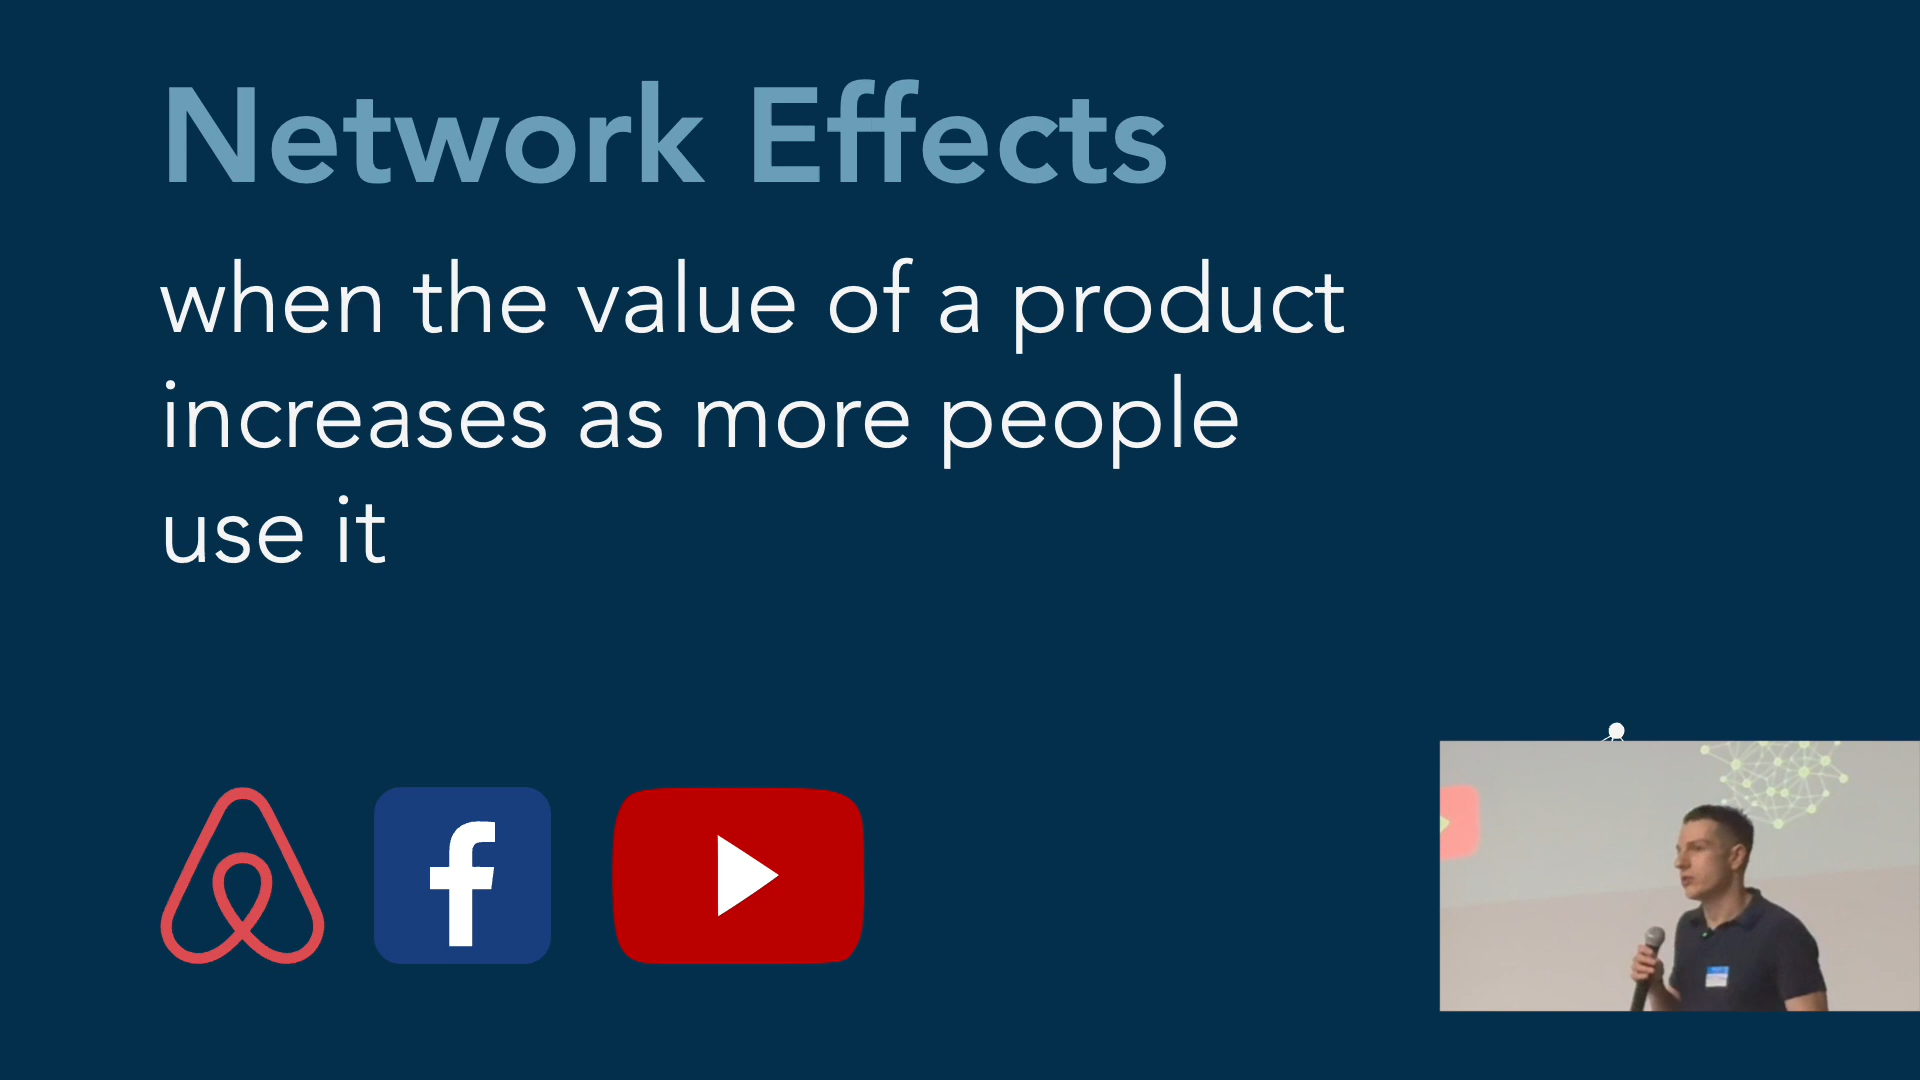 Network Effects
when the value of a product
increases as more people
use it